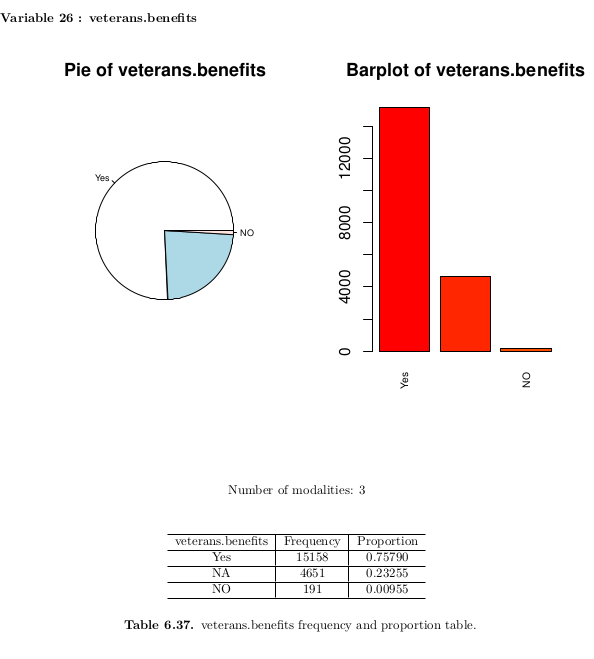 Variable 26 : veterans.benefits
Pie of veterans.benefits
Yes
NO
Barplot of veterans.benefits
12000
8000
4000
0
Yes
NO
Number of modalities: 3
veterans.benefits Frequency Proportion
Yes 15158 0.75790
NA 4651 0.23255
NO 191 0.00955
Table 6.37. veterans.benefits frequency and proportion table.